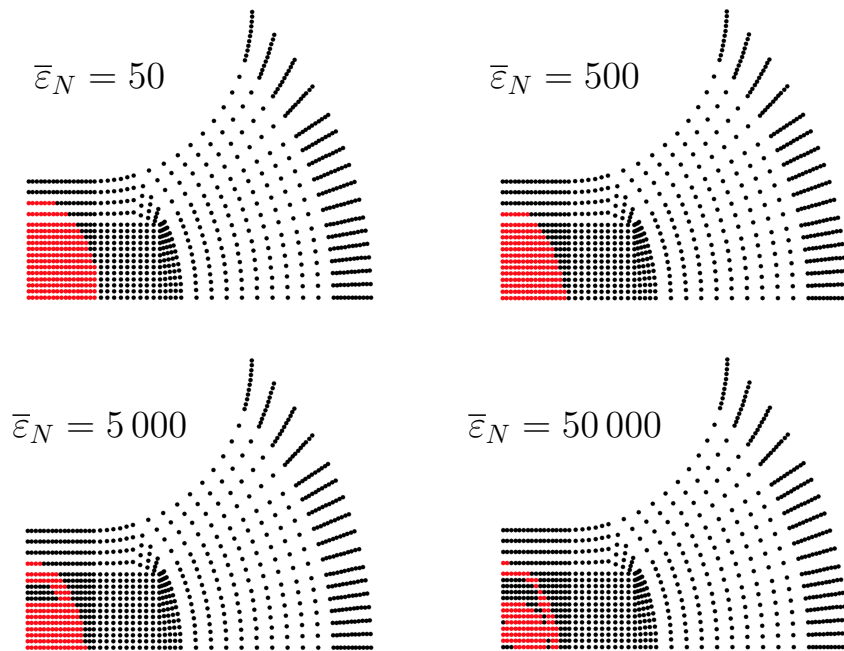 ε̅_N = 50
ε̅_N = 500
ε̅_N = 5 000
ε̅_N = 50 000